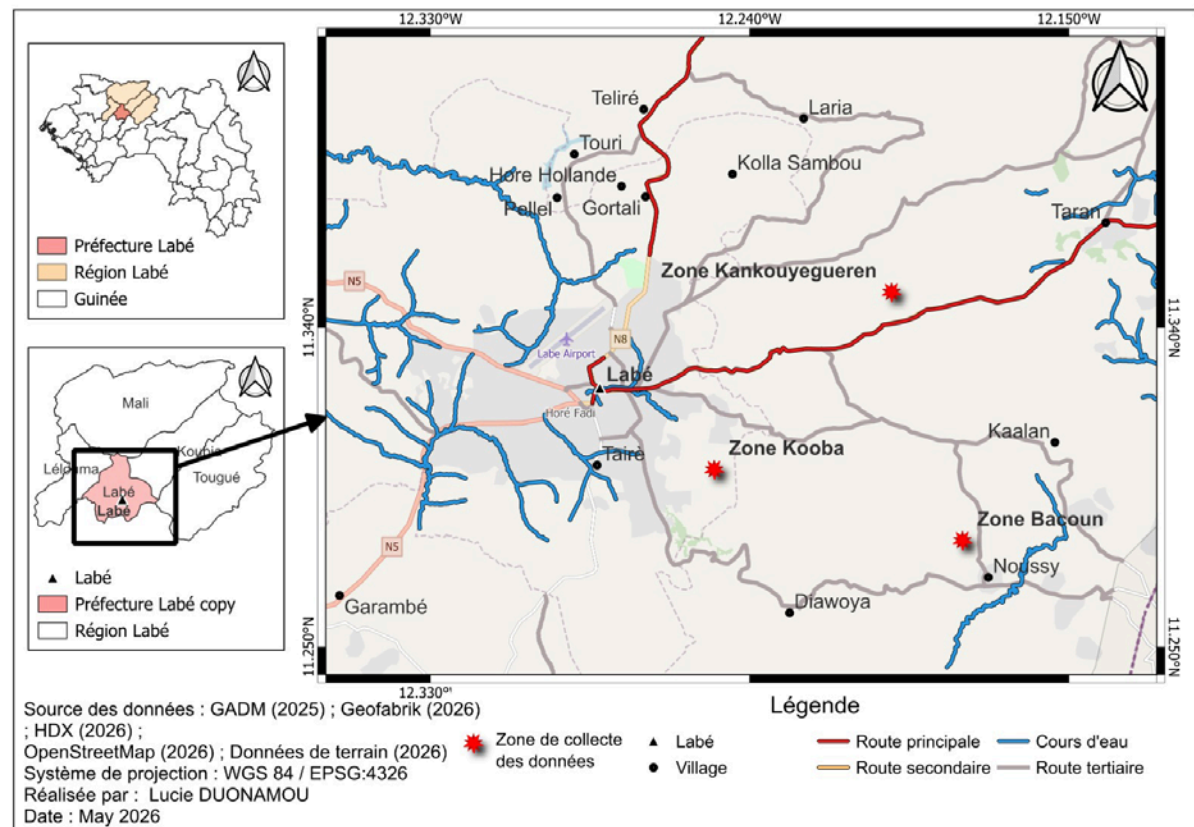 12.330°W
12.240°W
12.150°W
Préfecture Labé
Région Labé
Guinée
Mali
Koubia
Lélouma
Tougué
Labé
Labé
Labé
Préfecture Labé copy
Région Labé
Teliré
Laria
Touri
Hore Hollande
Kolla Sambou
Pellel
Gortali
Taran
Zone Kankouyegueren
N5
11.340°N
11.340°N
N8
Labe Airport
Labé
Horé Fadi
Zone Kooba
Kaalan
Taïrè
Zone Bacoun
N5
Noussy
Garambé
Diawoya
11.250°N
11.250°N
12.330°
Source des données : GADM (2025) ; Geofabrik (2026)
; HDX (2026) ;
OpenStreetMap (2026) ; Données de terrain (2026)
Système de projection : WGS 84 / EPSG:4326
Réalisée par : Lucie DUONAMOU
Date : May 2026
Légende
Zone de collecte
des données
Labé
Village
Route principale
Route secondaire
Cours d'eau
Route tertiaire